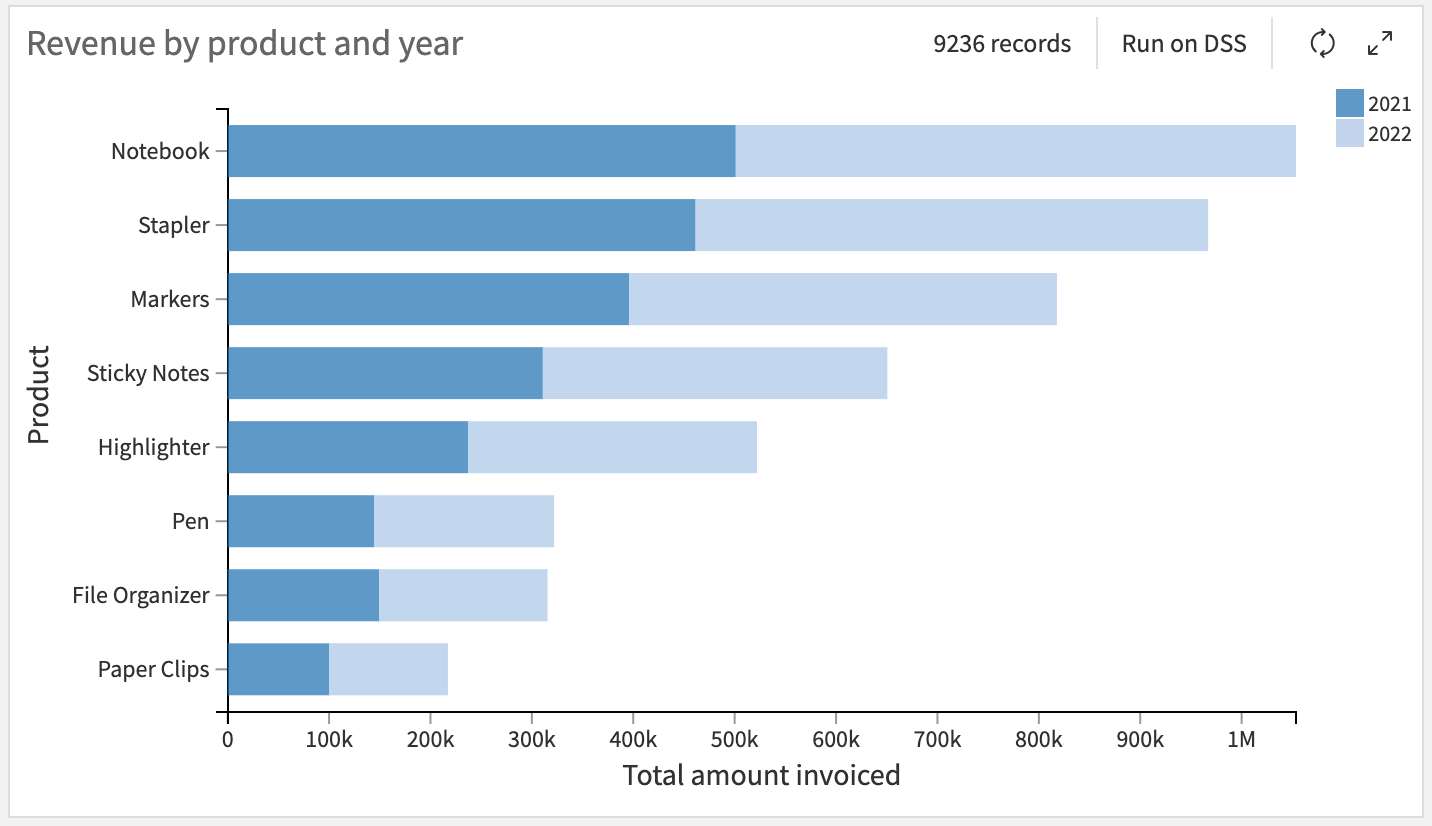 Revenue by product and year
9236 records
Run on DSS
2021
2022
Notebook
Stapler
Markers
Sticky Notes
Highlighter
Pen
File Organizer
Paper Clips
Product
0 100k 200k 300k 400k 500k 600k 700k 800k 900k 1M
Total amount invoiced